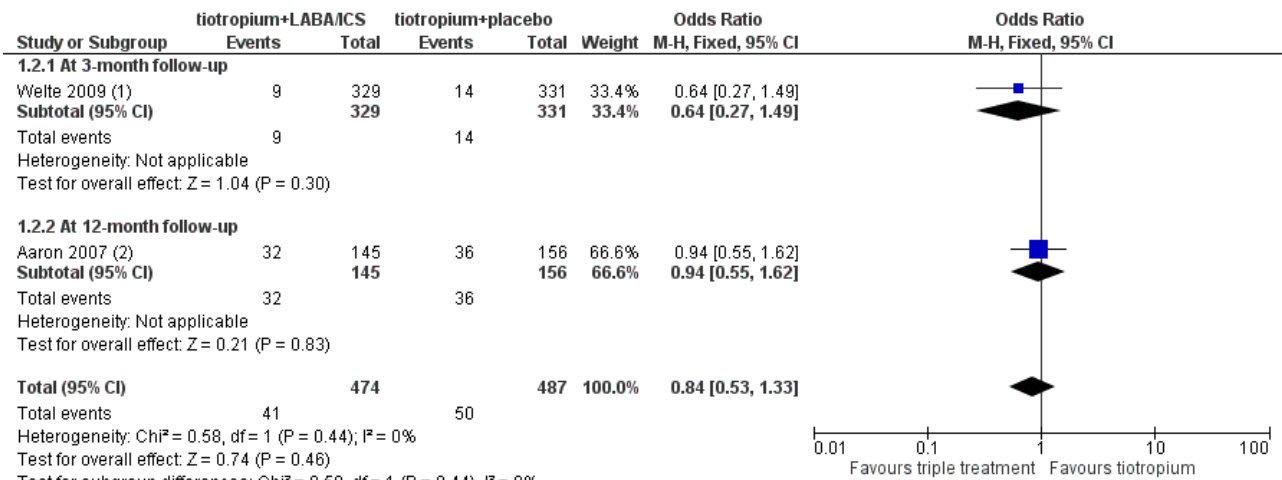 tiotropium+LABA/ICS tiotropium+placebo Odds Ratio Odds Ratio
Study or Subgroup Events Total Events Total Weight M-H, Fixed, 95% CI M-H, Fixed, 95% CI
1.2.1 At 3-month follow-up
Welte 2009 (1) 9 329 14 331 33.4% 0.64 [0.27, 1.49]
Subtotal (95% CI) 329 331 33.4% 0.64 [0.27, 1.49]
Total events 9 14
Heterogeneity: Not applicable
Test for overall effect: Z = 1.04 (P = 0.30)
1.2.2 At 12-month follow-up
Aaron 2007 (2) 32 145 36 156 66.6% 0.94 [0.55, 1.62]
Subtotal (95% CI) 145 156 66.6% 0.94 [0.55, 1.62]
Total events 32 36
Heterogeneity: Not applicable
Test for overall effect: Z = 0.21 (P = 0.83)
Total (95% CI) 474 487 100.0% 0.84 [0.53, 1.33]
Total events 41 50
Heterogeneity: Chi² = 0.58, df = 1 (P = 0.44); I² = 0%
Test for overall effect: Z = 0.74 (P = 0.46)
0.01 0.1 1 10 100
Favours triple treatment Favours tiotropium